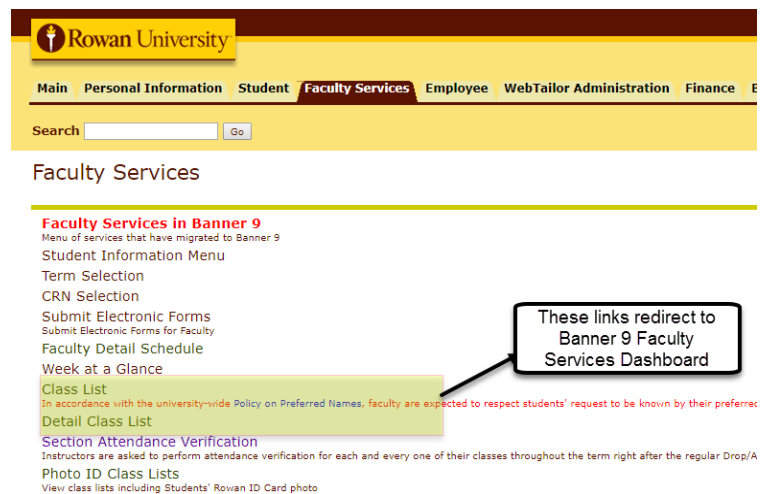 Rowan University
Main Personal Information Student Faculty Services Employee WebTailor Administration Finance
Search Go
Faculty Services
Faculty Services in Banner 9
Menu of services that have migrated to Banner 9
Student Information Menu
Term Selection
CRN Selection
Submit Electronic Forms
Submit Electronic Forms for Faculty
Faculty Detail Schedule
Week at a Glance
These links redirect to
Banner 9 Faculty
Services Dashboard
Class List
In accordance with the university-wide Policy on Preferred Names, faculty are expected to respect students' request to be known by their preferred
Detail Class List
Section Attendance Verification
Instructors are asked to perform attendance verification for each and every one of their classes throughout the term right after the regular Drop/A
Photo ID Class Lists
View class lists including Students' Rowan ID Card photo